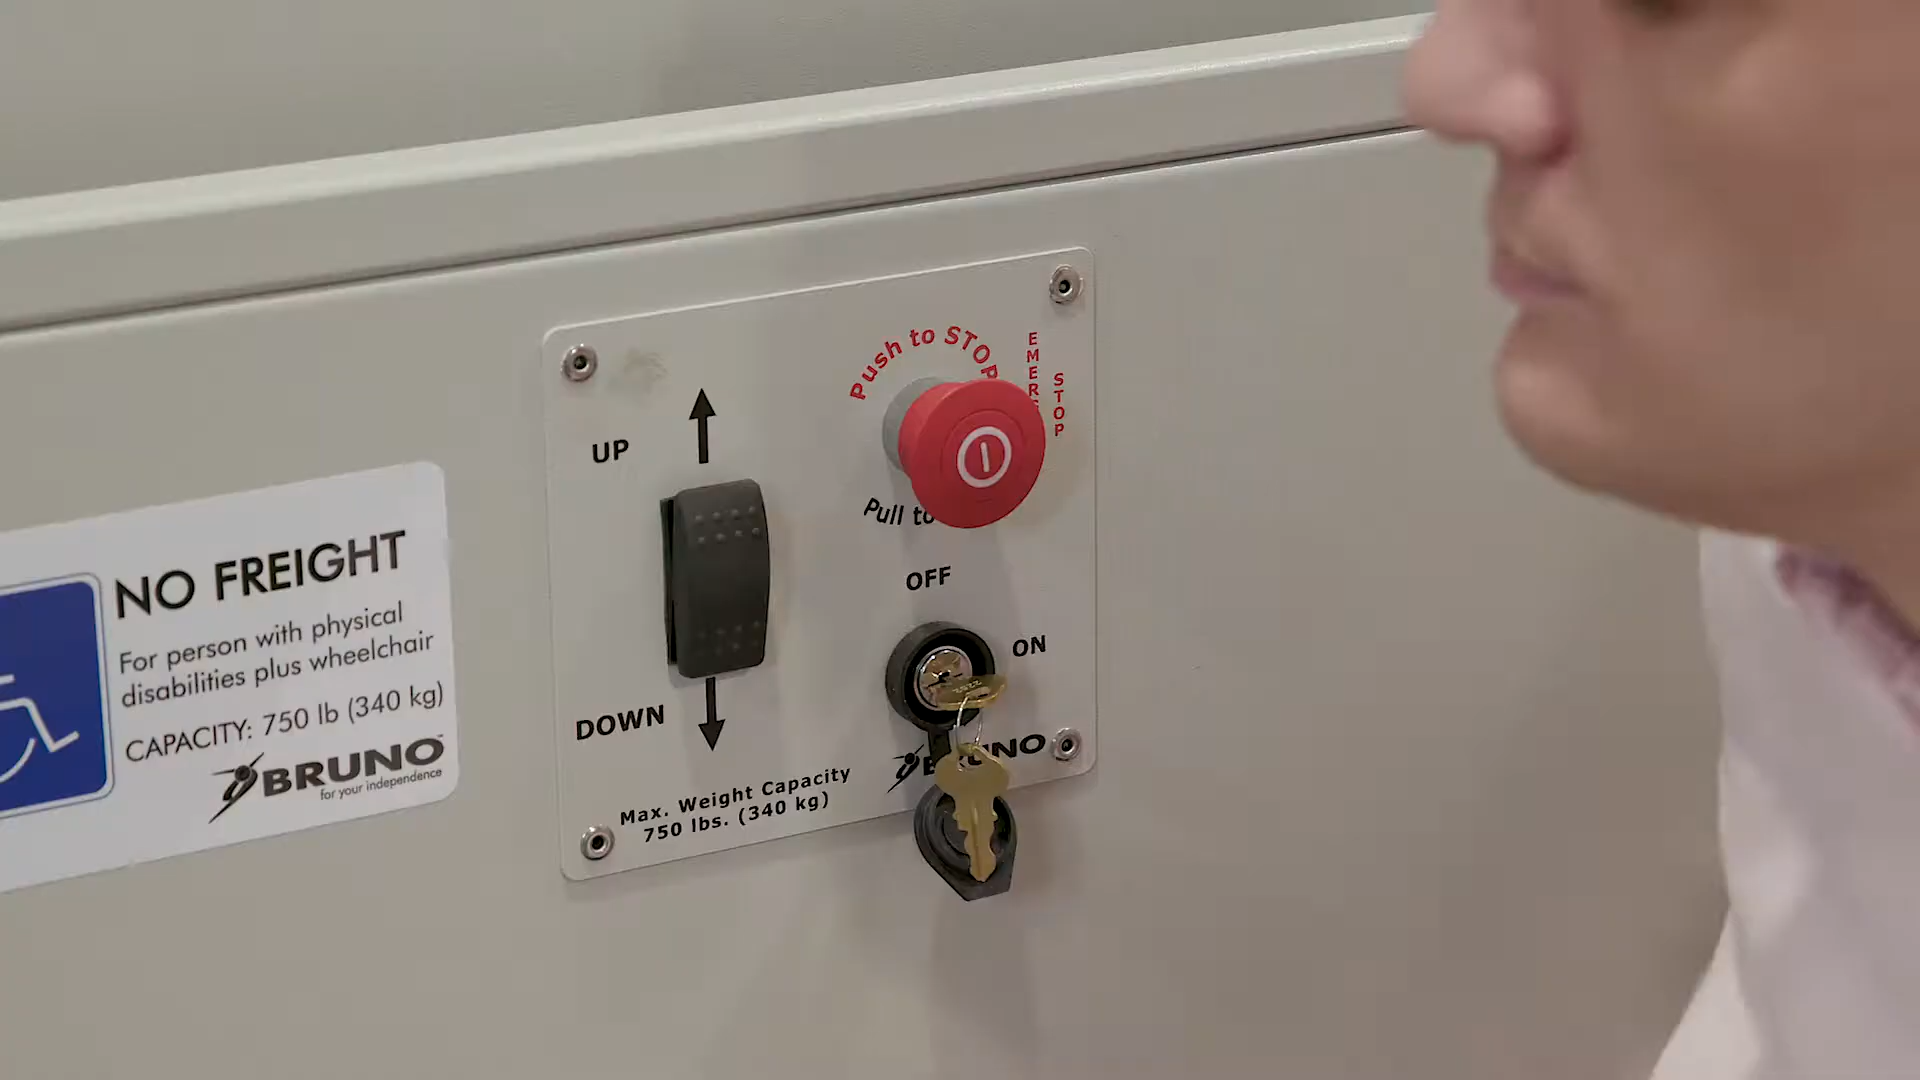 NO FREIGHT
For person with physical
disabilities plus wheelchair
CAPACITY: 750 lb (340 kg)
BRUNO
for your independence
UP
DOWN
Max. Weight Capacity
750 lbs. (340 kg)
Push to STOP
STOP
Pull to
OFF
ON
BRUNO